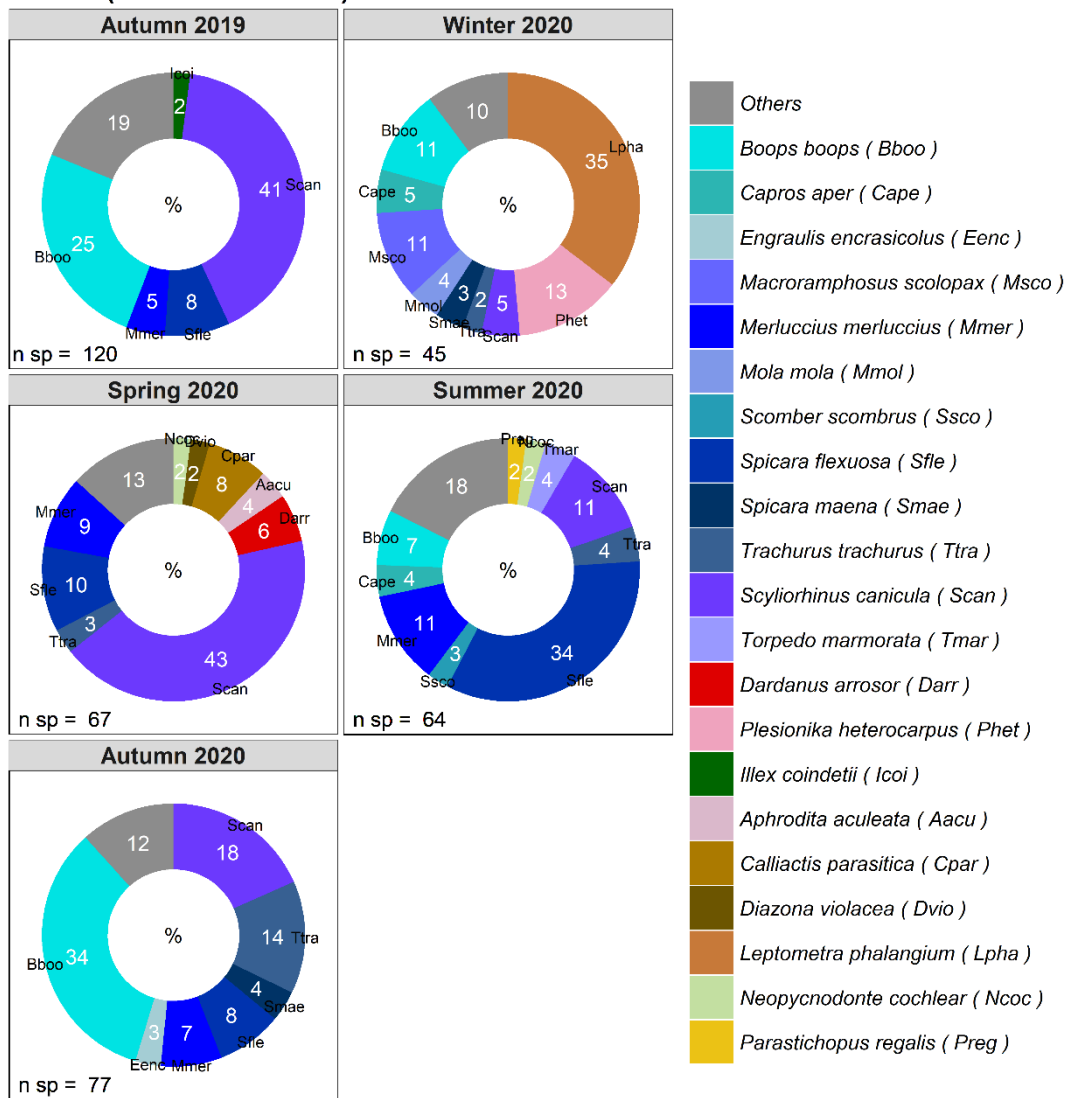 Autumn 2019
Icoi
2
41
Scan
8
Sfle
5
Mmer
25
Bboo
19
%
n sp = 120
Winter 2020
35
Lpha
13
Phet
5
Scan
2
Ttra
3
Smae
4
Mmol
11
Msco
5
Cape
11
Bboo
10
%
n sp = 45
Spring 2020
Ncoc
2
Dvio
2
Cpar
8
Aacu
4
Darr
6
43
Scan
3
Ttra
10
Sfle
9
Mmer
13
%
n sp = 67
Summer 2020
Preg
2
Ncoc
2
Tmar
4
Scan
11
Ttra
4
34
Sfle
3
Ssco
11
Mmer
4
Cape
7
Bboo
18
%
n sp = 64
Autumn 2020
Scan
18
14
Ttra
4
Smae
8
Sfle
7
Mmer
3
Eenc
34
Bboo
12
%
n sp = 77
Others
Boops boops ( Bboo )
Capros aper ( Cape )
Engraulis encrasicolus ( Eenc )
Macroramphosus scolopax ( Msco )
Merluccius merluccius ( Mmer )
Mola mola ( Mmol )
Scomber scombrus ( Ssco )
Spicara flexuosa ( Sfle )
Spicara maena ( Smae )
Trachurus trachurus ( Ttra )
Scyliorhinus canicula ( Scan )
Torpedo marmorata ( Tmar )
Dardanus arrosor ( Darr )
Plesionika heterocarpus ( Phet )
Illex coindetii ( Icoi )
Aphrodita aculeata ( Aacu )
Calliactis parasitica ( Cpar )
Diazona violacea ( Dvio )
Leptometra phalangium ( Lpha )
Neopycnodonte cochlear ( Ncoc )
Parastichopus regalis ( Preg )